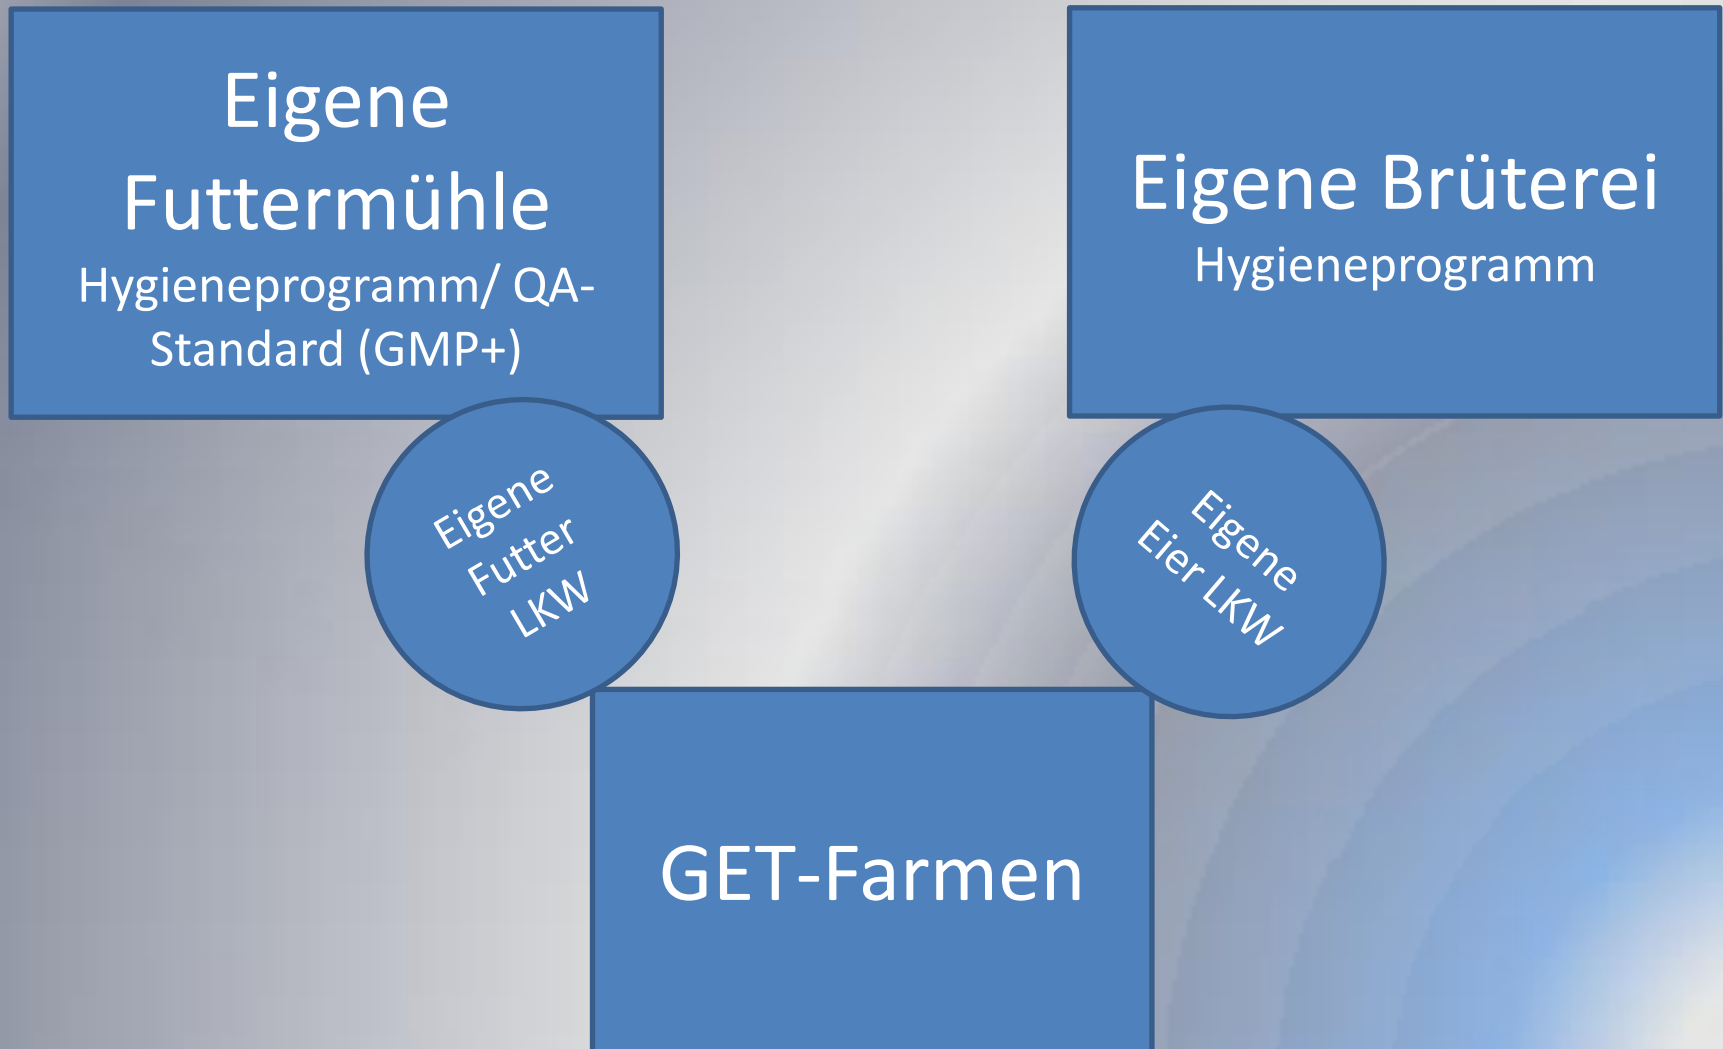 Eigene
Futtermühle
Hygieneprogramm/ QA-
Standard (GMP+)
Eigene Brüterei
Hygieneprogramm
Eigene
Futter
LKW
Eigene
Eier LKW
GET-Farmen